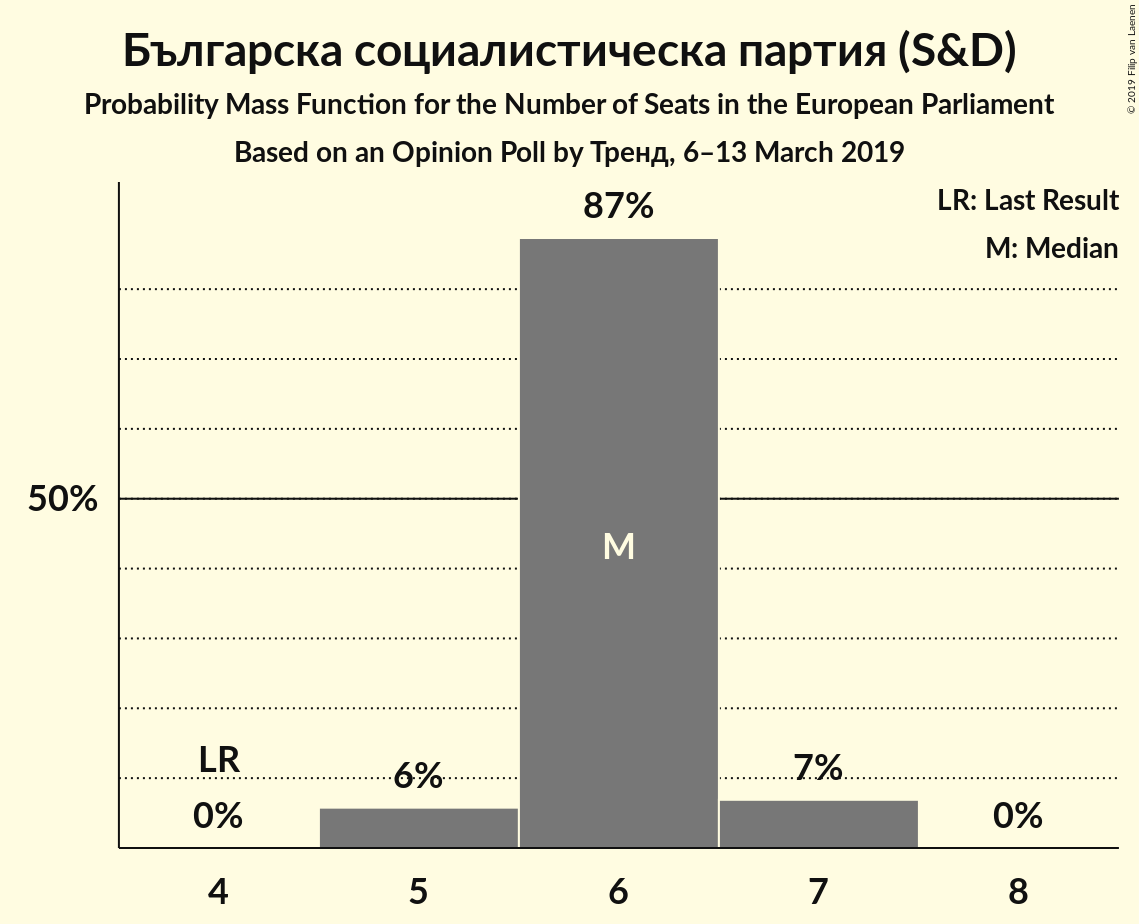 Българска социалистическа партия (S&D)
Probability Mass Function for the Number of Seats in the European Parliament
Based on an Opinion Poll by Тренд, 6–13 March 2019
© 2019 Filip van Laenen
LR: Last Result
M: Median
87%
50%
M
LR
0%
6%
7%
0%
4 5 6 7 8